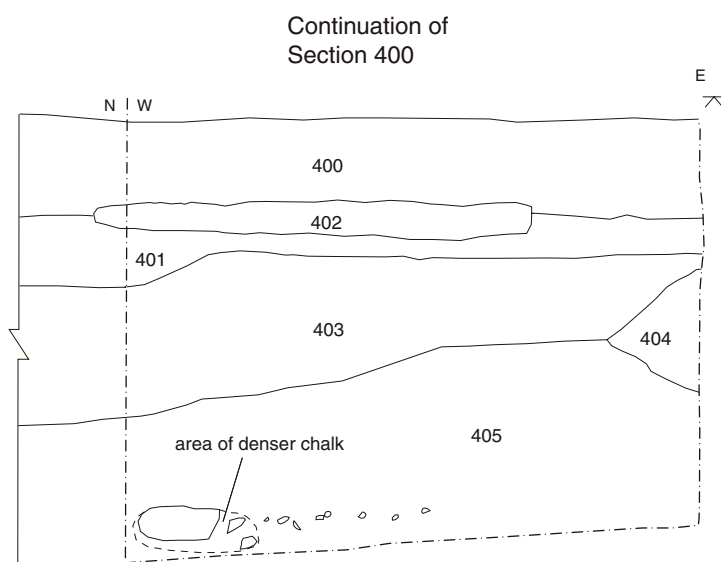 Continuation of
Section 400
E
N W
400
402
401
403
404
405
area of denser chalk